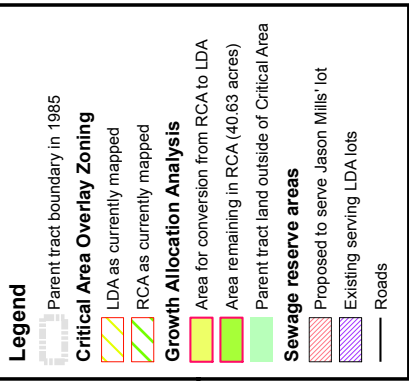 Legend
Parent tract boundary in 1985
Critical Area Overlay Zoning
LDA as currently mapped
RCA as currently mapped
Growth Allocation Analysis
Area for conversion from RCA to LDA
Area remaining in RCA (40.63 acres)
Parent tract land outside of Critical Area
Sewage reserve areas
Proposed to serve Jason Mills' lot
Existing serving LDA lots
Roads